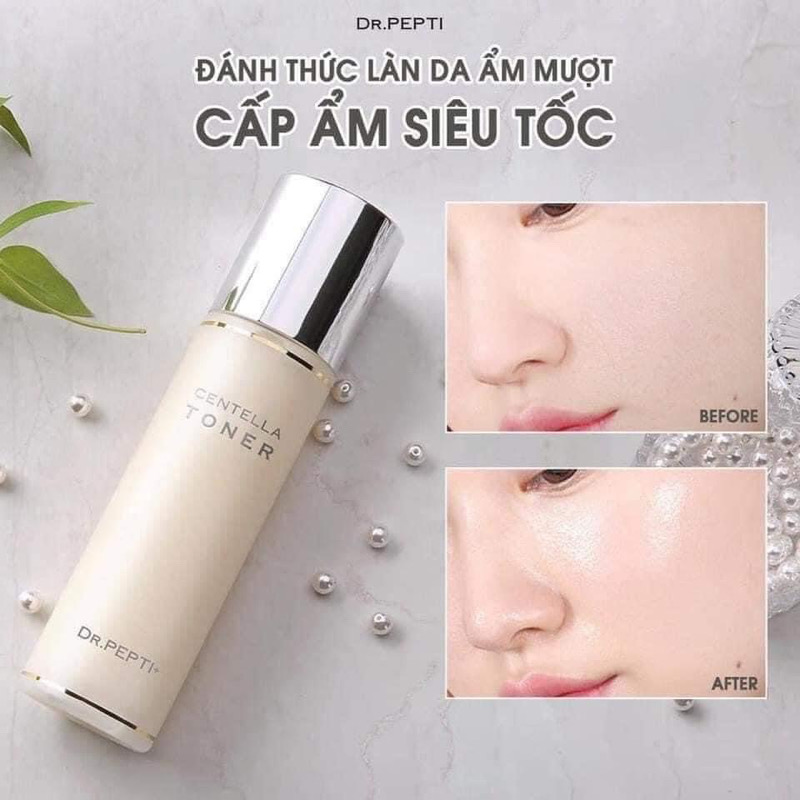 DR.PEPTI
ĐÁNH THỨC LÀN DA ẨM MƯỢT
CẤP ẨM SIÊU TỐC
CENTELLA
TONER
DR.PEPTI+
BEFORE
AFTER